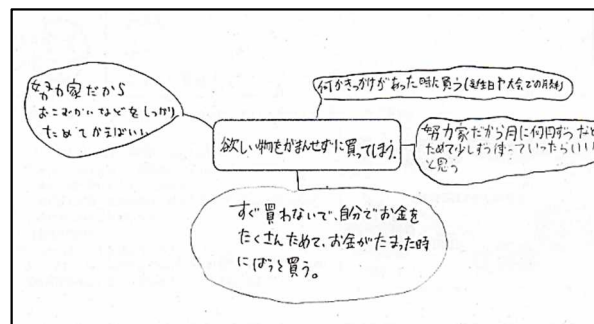 努力家だから
おこづかいなどをしっかり
ためてかえばいい
何かきっかけがあった時に買う(誕生日や大会での
欲しい物をがまんせずに買ってしまう。
努力家だから月に何円ずつなど
ためて少しずつ使っていったらいい
と思う
すぐ買わないで、自分でお金を
たくさんためて、お金がたまった時
にぱっと買う。